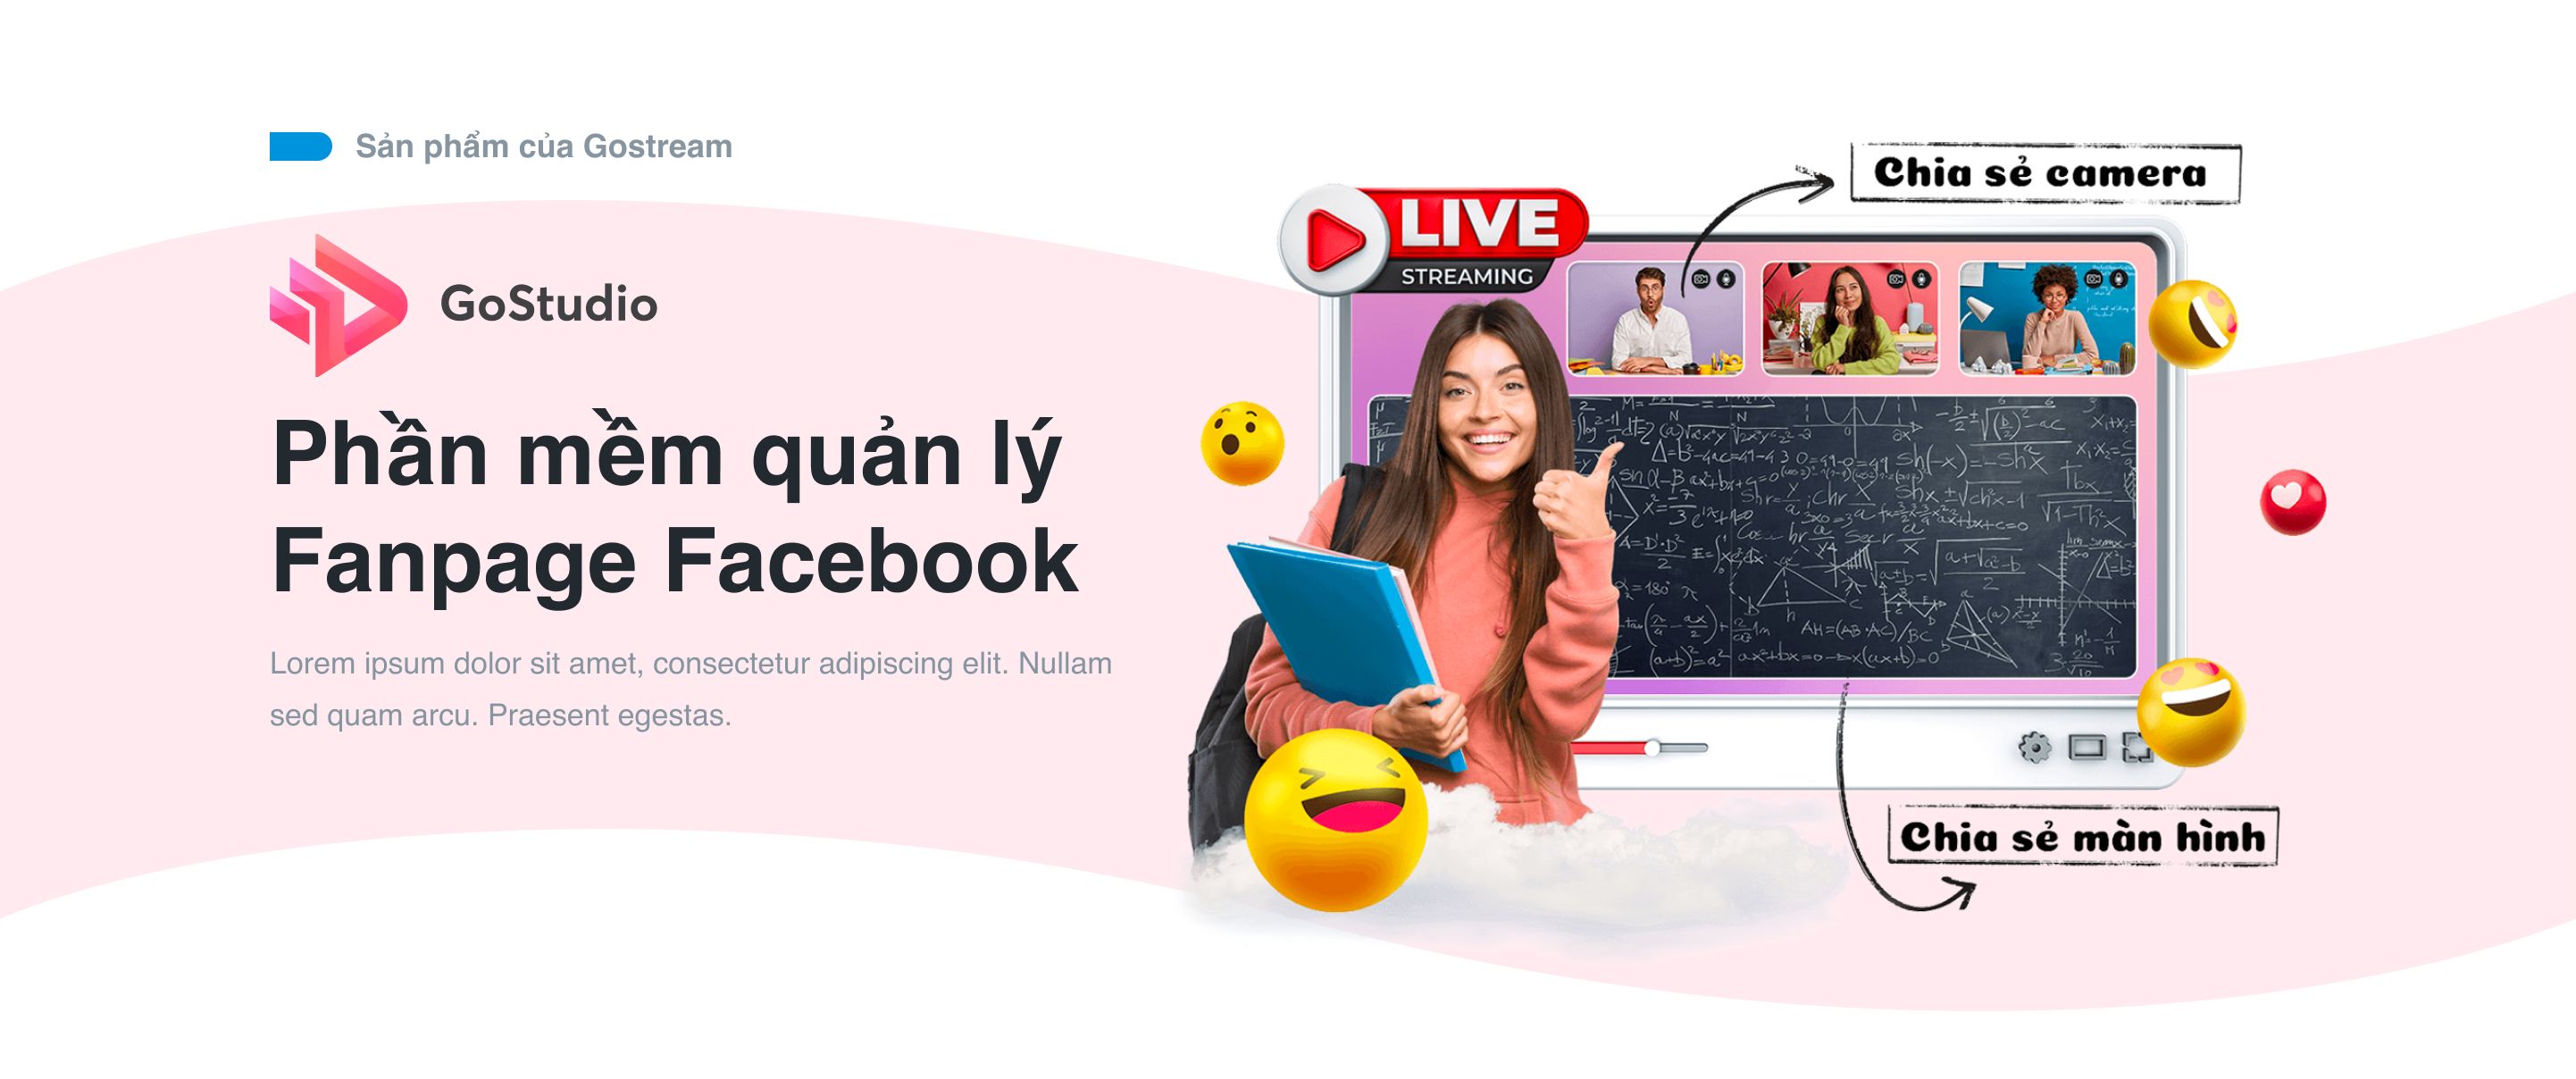 Sản phẩm của Gostream
GoStudio
Phần mềm quản lý
Fanpage Facebook
Lorem ipsum dolor sit amet, consectetur adipiscing elit. Nullam
sed quam arcu. Praesent egestas.
LIVE
STREAMING
Chia sẻ camera
Chia sẻ màn hình